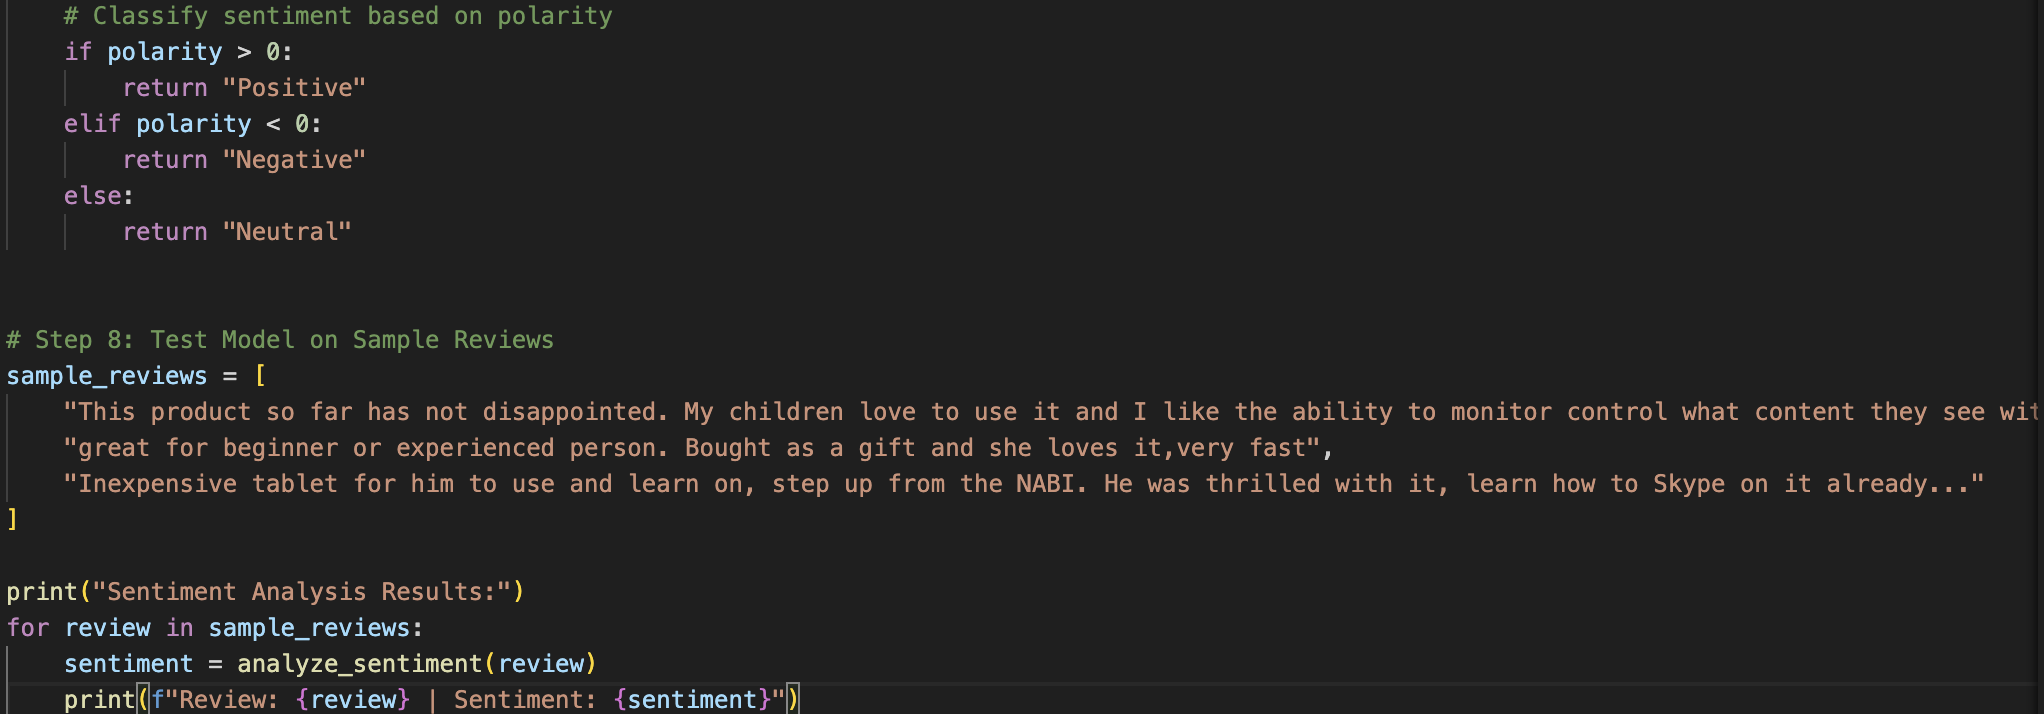 # Classify sentiment based on polarity
if polarity > 0:
return "Positive"
elif polarity < 0:
return "Negative"
else:
return "Neutral"
# Step 8: Test Model on Sample Reviews
sample_reviews = [
"This product so far has not disappointed. My children love to use it and I like the ability to monitor control what content they see
"great for beginner or experienced person. Bought as a gift and she loves it,very fast",
"Inexpensive tablet for him to use and learn on, step up from the NABI. He was thrilled with it, learn how to Skype on it already..."
]
print("Sentiment Analysis Results:")
for review in sample_reviews:
sentiment = analyze_sentiment(review)
print(f"Review: {review} | Sentiment: {sentiment}")